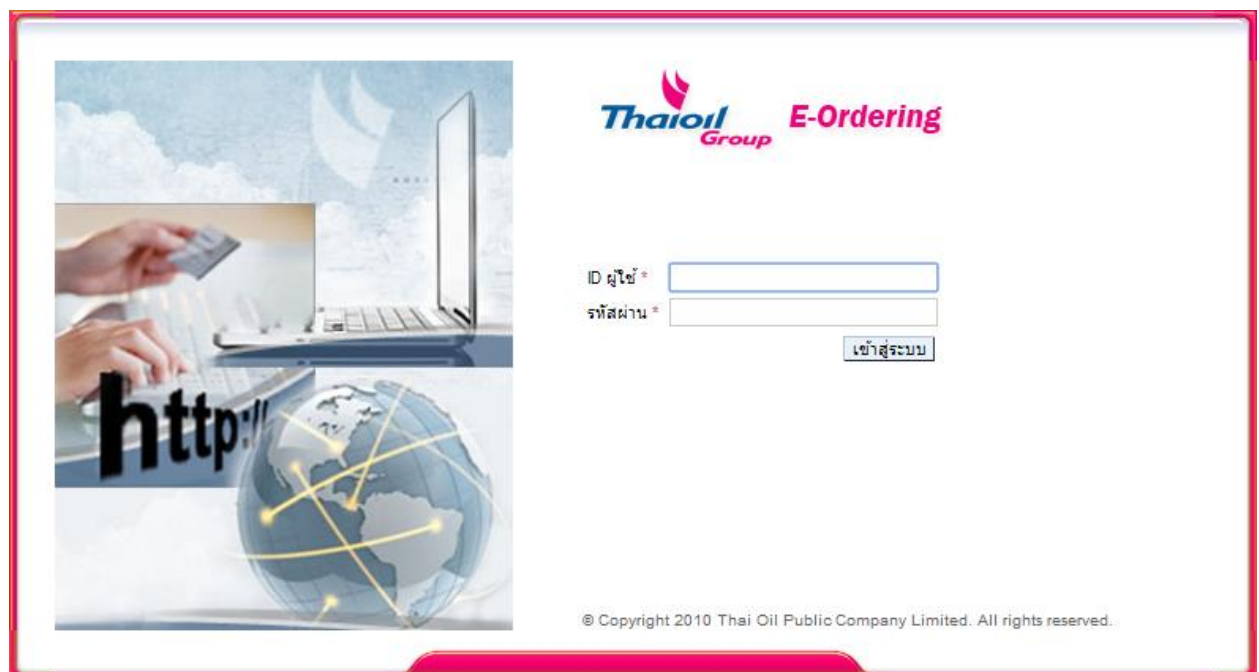 Thaioil
Group
E-Ordering
ID ผู้ใช้ *
รหัสผ่าน *
เข้าสู่ระบบ
http://
© Copyright 2010 Thai Oil Public Company Limited. All rights reserved.